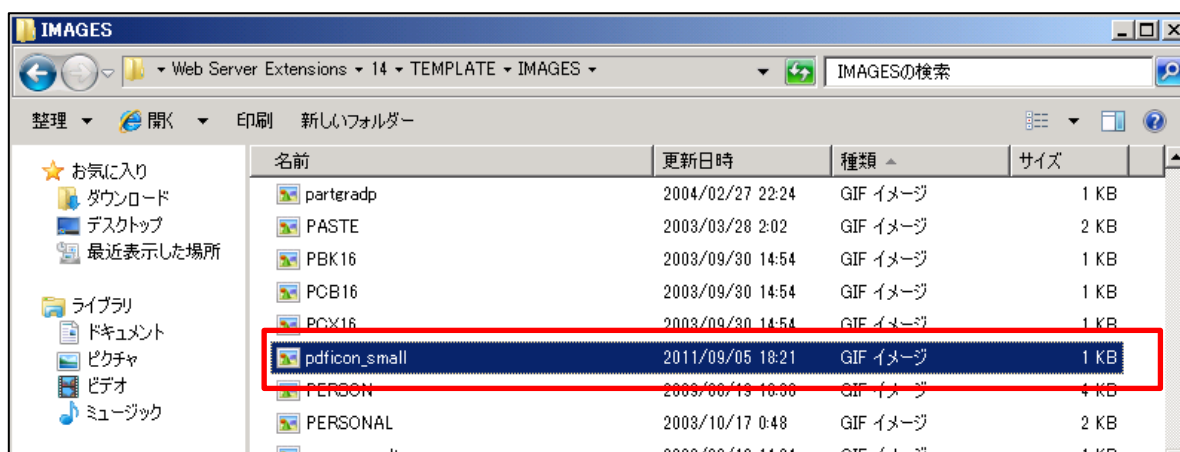 IMAGES
Web Server Extensions 14 TEMPLATE IMAGES IMAGESの検索
整理 開く 印刷 新しいフォルダー
名前 更新日時 種類 サイズ
お気に入り
ダウンロード
デスクトップ
最近表示した場所
ライブラリ
ドキュメント
ピクチャ
ビデオ
ミュージック
partgradp 2004/02/27 22:24 GIF イメージ 1 KB
PASTE 2003/03/28 2:02 GIF イメージ 2 KB
PBK16 2003/09/30 14:54 GIF イメージ 1 KB
PCB16 2003/09/30 14:54 GIF イメージ 1 KB
PCX16 2003/09/30 14:54 GIF イメージ 1 KB
pdficon_small 2011/09/05 18:21 GIF イメージ 1 KB
PERSON GIF イメージ 4 KB
PERSONAL 2003/10/17 0:48 GIF イメージ 2 KB